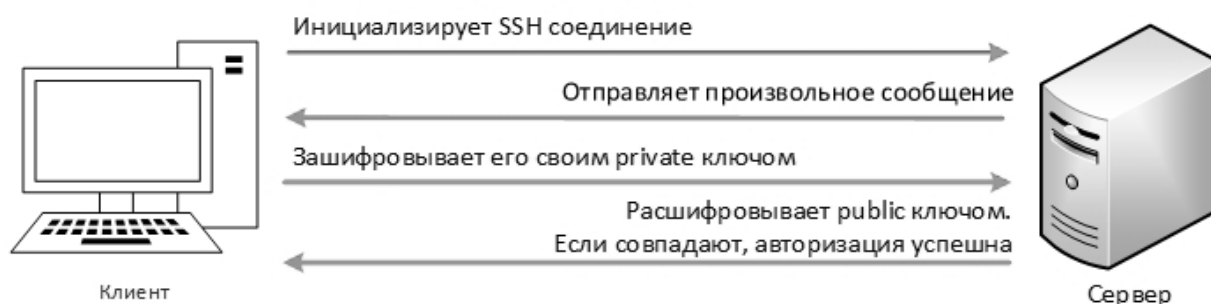 Инициализирует SSH соединение
Отправляет произвольное сообщение
Зашифровывает его своим private ключом
Расшифровывает public ключом.
Если совпадают, авторизация успешна
Клиент
Сервер